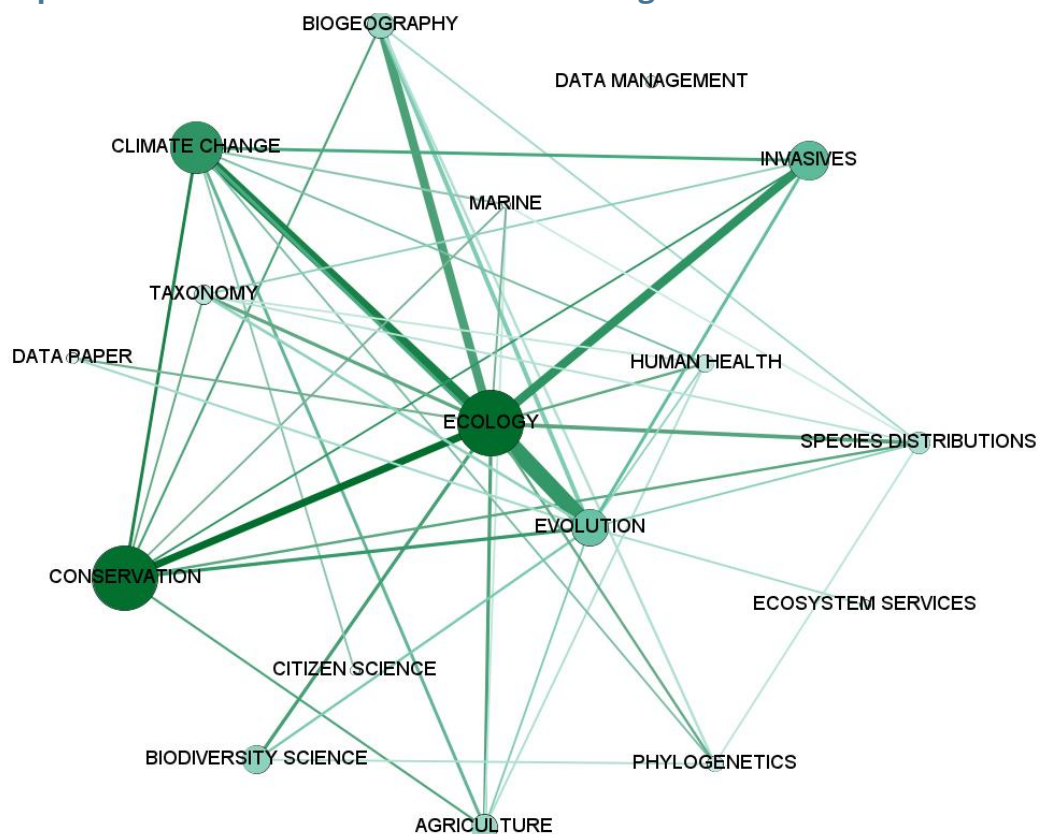 BIOGEOGRAPHY
DATA MANAGEMENT
CLIMATE CHANGE
INVASIVES
MARINE
TAXONOMY
DATA PAPER
HUMAN HEALTH
ECOLOGY
SPECIES DISTRIBUTIONS
EVOLUTION
CONSERVATION
ECOSYSTEM SERVICES
CITIZEN SCIENCE
BIODIVERSITY SCIENCE
PHYLOGENETICS
AGRICULTURE